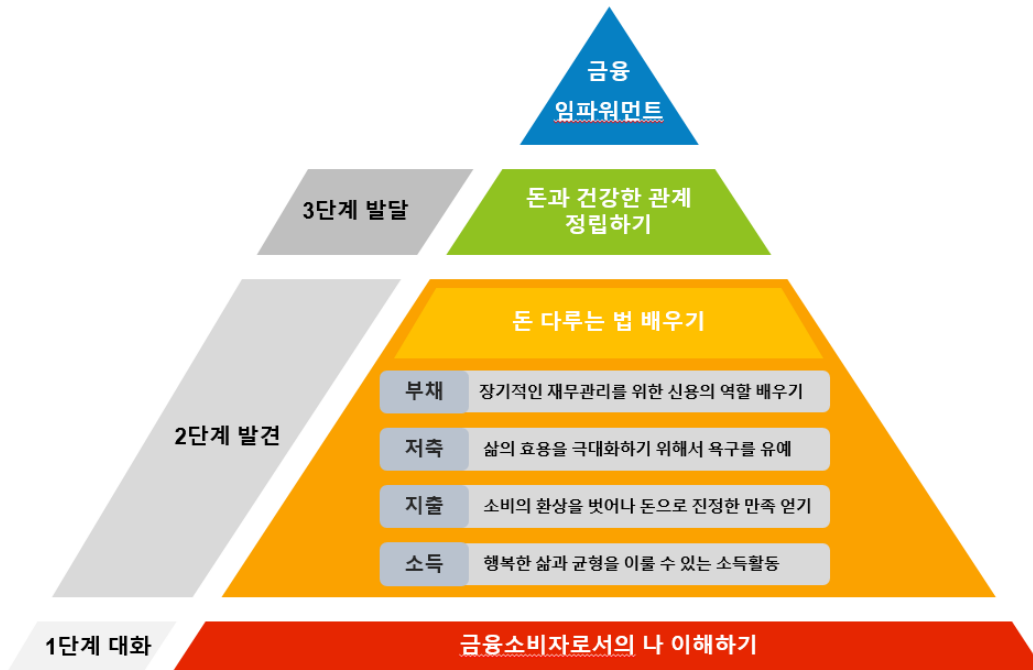 금융
임파워먼트
3단계 발달
돈과 건강한 관계
정립하기
2단계 발견
돈 다루는 법 배우기
부채 장기적인 재무관리를 위한 신용의 역할 배우기
저축 삶의 효용을 극대화하기 위해서 욕구를 유예
지출 소비의 환상을 벗어나 돈으로 진정한 만족 얻기
소득 행복한 삶과 균형을 이룰 수 있는 소득활동
1단계 대화
금융소비자로서의 나 이해하기